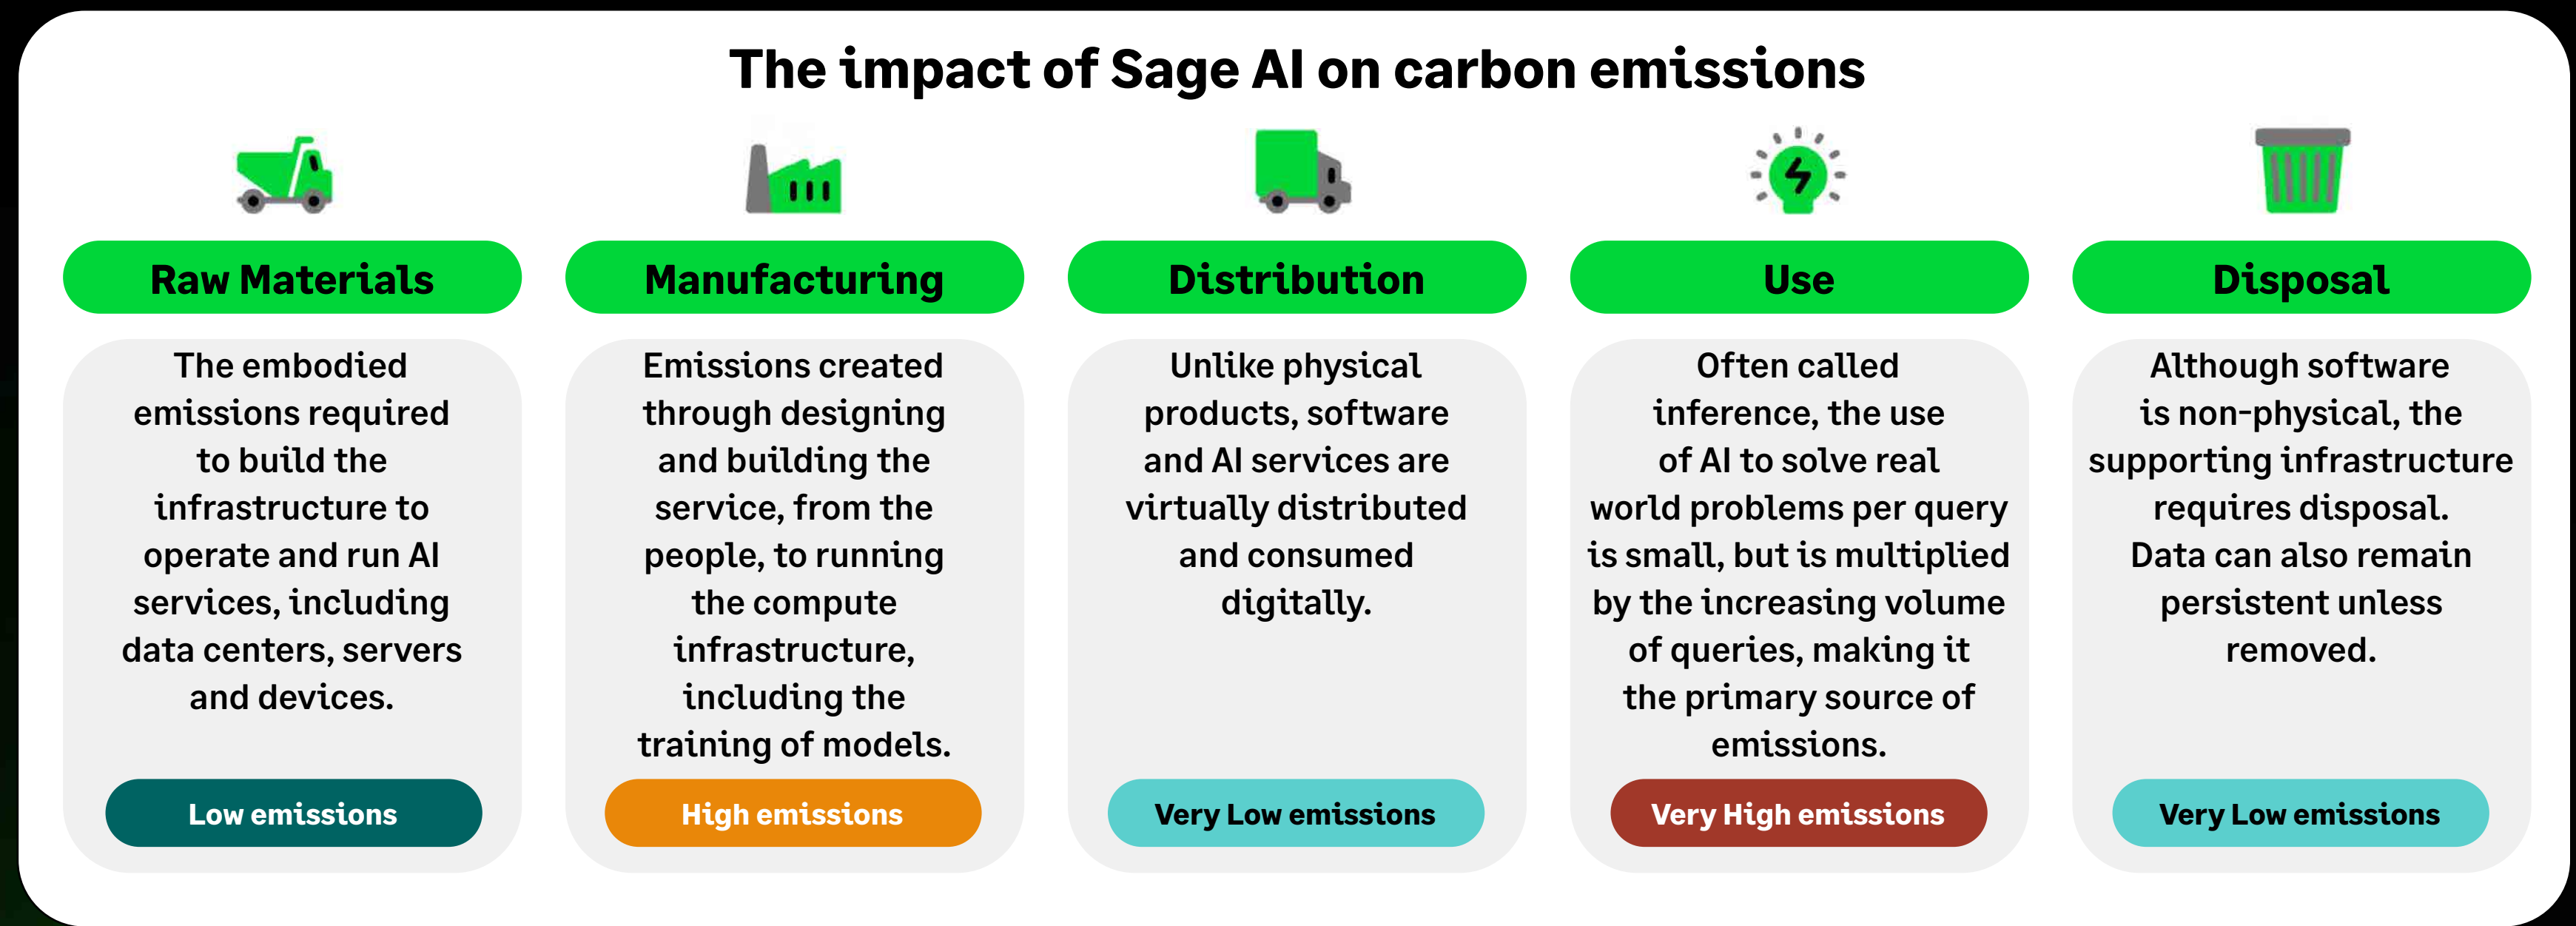 The impact of Sage AI on carbon emissions
Raw Materials
The embodied
emissions required
to build the
infrastructure to
operate and run AI
services, including
data centers, servers
and devices.
Low emissions
Manufacturing
Emissions created
through designing
and building the
service, from the
people, to running
the compute
infrastructure,
including the
training of models.
High emissions
Distribution
Unlike physical
products, software
and AI services are
virtually distributed
and consumed
digitally.
Very Low emissions
Use
Often called
inference, the use
of AI to solve real
world problems per query
is small, but is multiplied
by the increasing volume
of queries, making it
the primary source of
emissions.
Very High emissions
Disposal
Although software
is non-physical, the
supporting infrastructure
requires disposal.
Data can also remain
persistent unless
removed.
Very Low emissions